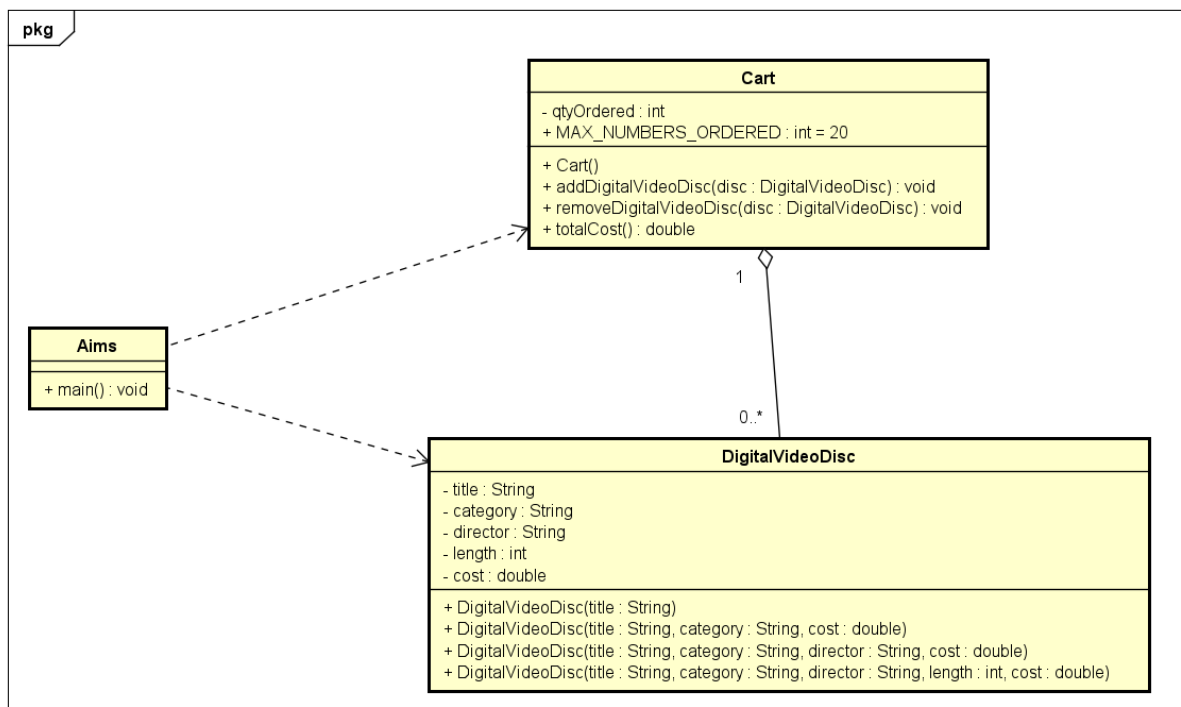 pkg
Cart
- qtyOrdered : int
+ MAX_NUMBERS_ORDERED : int = 20
+ Cart()
+ addDigitalVideoDisc(disc : DigitalVideoDisc) : void
+ removeDigitalVideoDisc(disc : DigitalVideoDisc) : void
+ totalCost() : double
1
Aims
+ main() : void
0..*
DigitalVideoDisc
- title : String
- category : String
- director : String
- length : int
- cost : double
+ DigitalVideoDisc(title : String)
+ DigitalVideoDisc(title : String, category : String, cost : double)
+ DigitalVideoDisc(title : String, category : String, director : String, cost : double)
+ DigitalVideoDisc(title : String, category : String, director : String, length : int, cost : double)